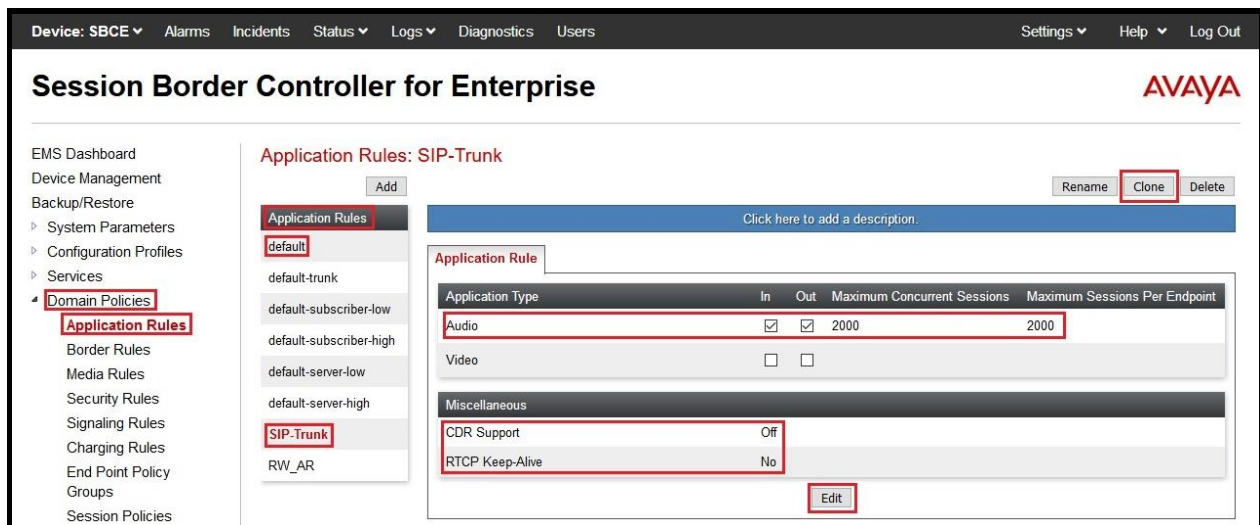 Device: SBCE Alarms Incidents Status Logs Diagnostics Users Settings Help Log Out
Session Border Controller for Enterprise
AVAYA
EMS Dashboard
Device Management
Backup/Restore
System Parameters
Configuration Profiles
Services
Domain Policies
Application Rules
Border Rules
Media Rules
Security Rules
Signaling Rules
Charging Rules
End Point Policy
Groups
Session Policies
Application Rules: SIP-Trunk
Add
Rename Clone Delete
Application Rules
default
default-trunk
default-subscriber-low
default-subscriber-high
default-server-low
default-server-high
SIP-Trunk
RW_AR
Click here to add a description.
Application Rule
Application Type In Out Maximum Concurrent Sessions Maximum Sessions Per Endpoint
Audio 2000 2000
Video
Miscellaneous
CDR Support Off
RTCP Keep-Alive No
Edit